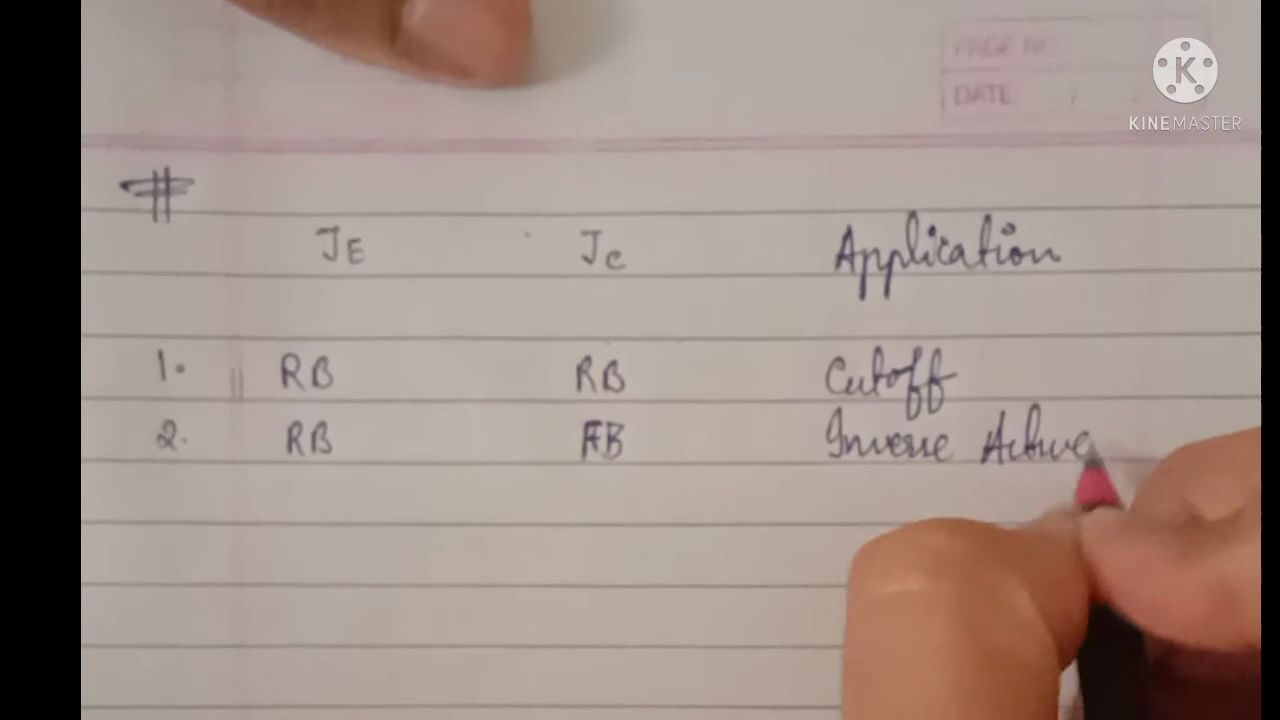 PAGE NO.
DATE / /
KINEMASTER
#
JE JC Application
1. RB RB Cutoff
2. RB FB Inverse Active